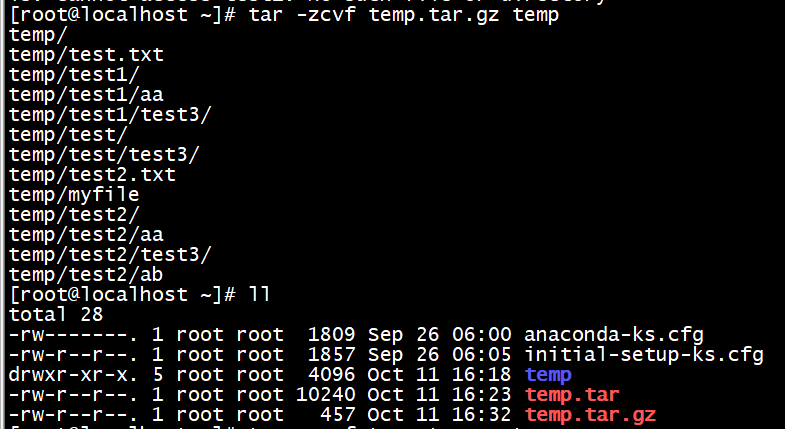 [root@localhost ~]# tar -zcvf temp.tar.gz temp
temp/
temp/test.txt
temp/test1/
temp/test1/aa
temp/test1/test3/
temp/test/
temp/test/test3/
temp/test2.txt
temp/myfile
temp/test2/
temp/test2/aa
temp/test2/test3/
temp/test2/ab
[root@localhost ~]# ll
total 28
-rw-------. 1 root root  1809 Sep 26 06:00 anaconda-ks.cfg
-rw-r--r--. 1 root root  1857 Sep 26 06:05 initial-setup-ks.cfg
drwxr-xr-x. 5 root root  4096 Oct 11 16:18 temp
-rw-r--r--. 1 root root 10240 Oct 11 16:23 temp.tar
-rw-r--r--. 1 root root   457 Oct 11 16:32 temp.tar.gz